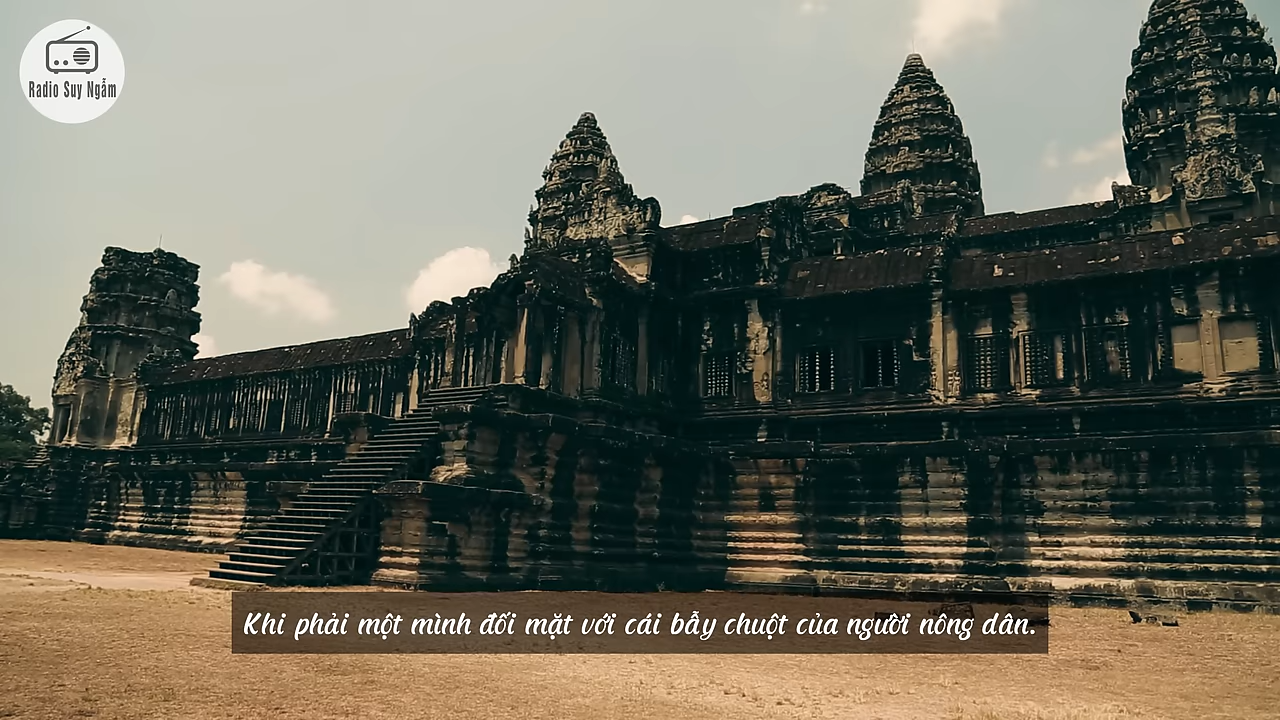 Radio Suy Ngẫm
Khi phải một mình đối mặt với cái bẫy chuột của người nông dân.